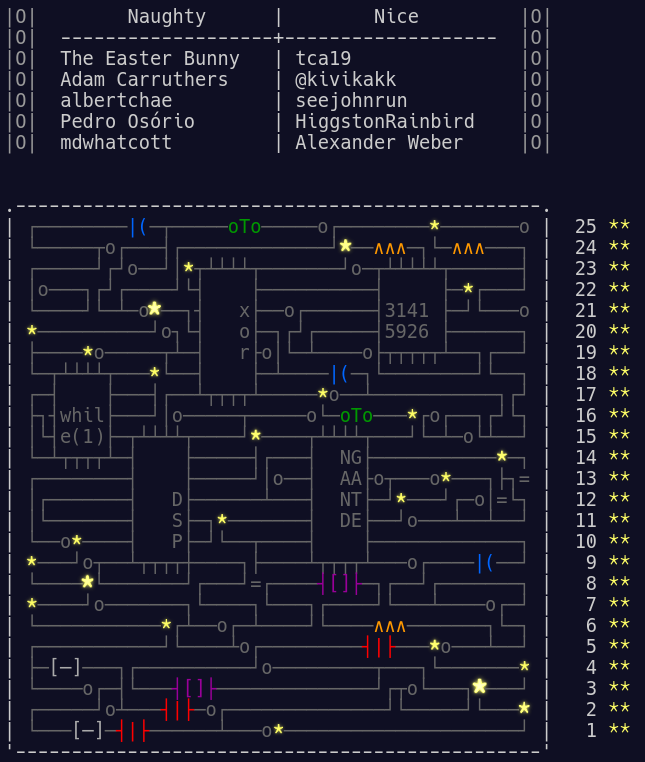 |O| Naughty | Nice |O|
|O| -------------------+------------------- |O|
|O| The Easter Bunny | tca19 |O|
|O| Adam Carruthers | @kivikakk |O|
|O| albertchae | seejohnrun |O|
|O| Pedro Osório | HiggstonRainbird |O|
|O| mdwhatcott | Alexander Weber |O|
oTo 25 **
24 **
23 **
22 **
x 3141 21 **
o 5926 20 **
r 19 **
18 **
17 **
whil oTo 16 **
e(1) 15 **
NG 14 **
AA 13 **
D NT 12 **
S DE 11 **
P 10 **
9 **
8 **
7 **
6 **
5 **
4 **
3 **
2 **
1 **